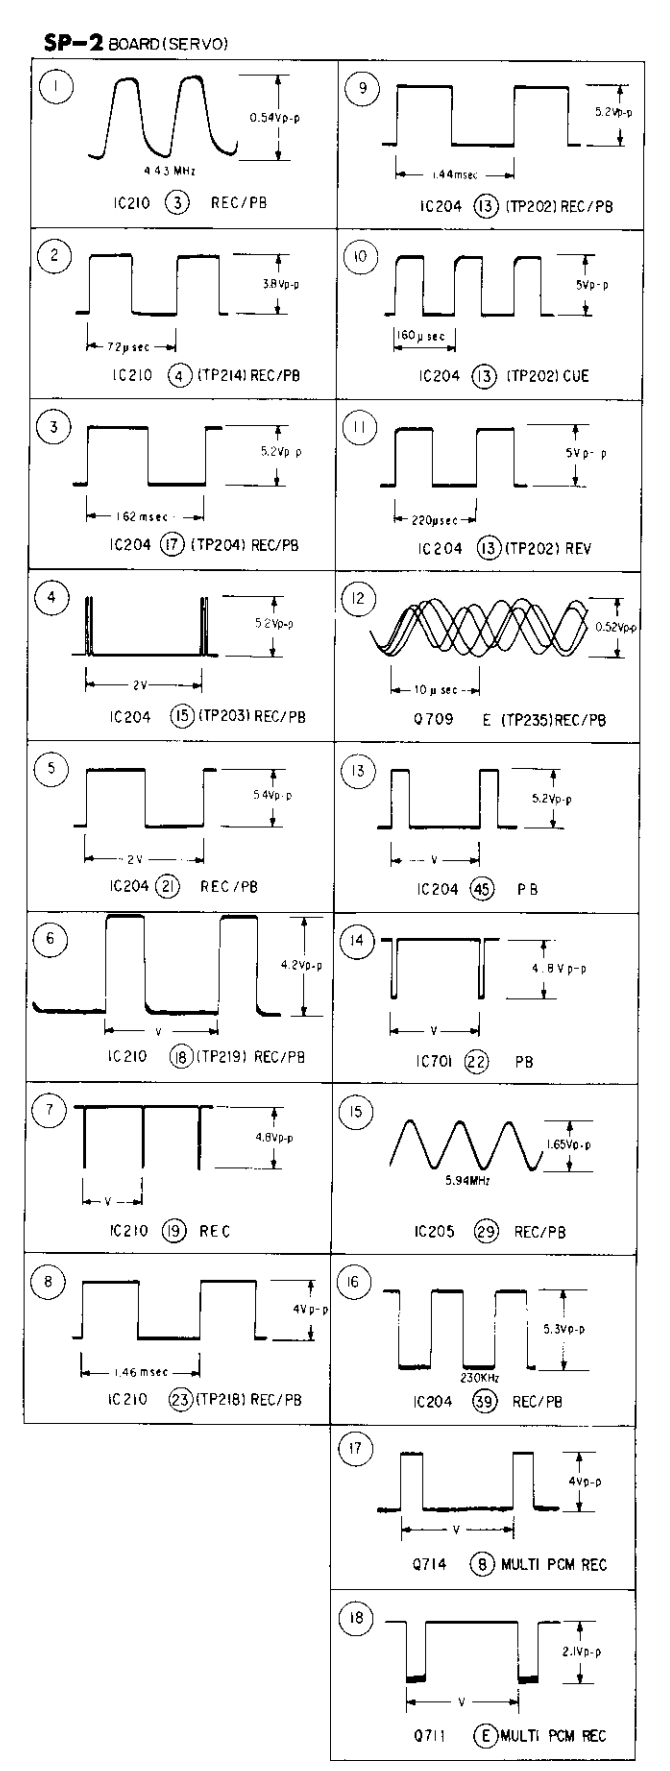 SP-2 BOARD(SERVO)
1
0.54Vp-p
4.43 MHz
IC210 3 REC/PB
2
3.8Vp-p
72μsec
IC210 4 (TP214) REC/PB
3
5.2Vp-p
1.62 msec
IC204 17 (TP204) REC/PB
4
5.2Vp-p
2V
IC204 15 (TP203) REC/PB
5
5.4Vp-p
2V
IC204 21 REC/PB
6
4.2Vp-p
V
IC210 18 (TP219) REC/PB
7
4.8Vp-p
V
IC210 19 REC
8
4Vp-p
1.46 msec
IC210 23 (TP218) REC/PB
9
5.2Vp-p
1.44msec
IC204 13 (TP202) REC/PB
10
5Vp-p
160μsec
IC204 13 (TP202) CUE
11
5Vp-p
220μsec
IC204 13 (TP202) REV
12
0.52Vp-p
10μsec
Q709 E (TP235)REC/PB
13
5.2Vp-p
V
IC204 45 PB
14
4.8Vp-p
V
IC701 22 PB
15
1.65Vp-p
5.94MHz
IC205 29 REC/PB
16
5.3Vp-p
230KHz
IC204 39 REC/PB
17
4Vp-p
V
Q714 B MULTI PCM REC
18
2.1Vp-p
V
Q711 E MULTI PCM REC